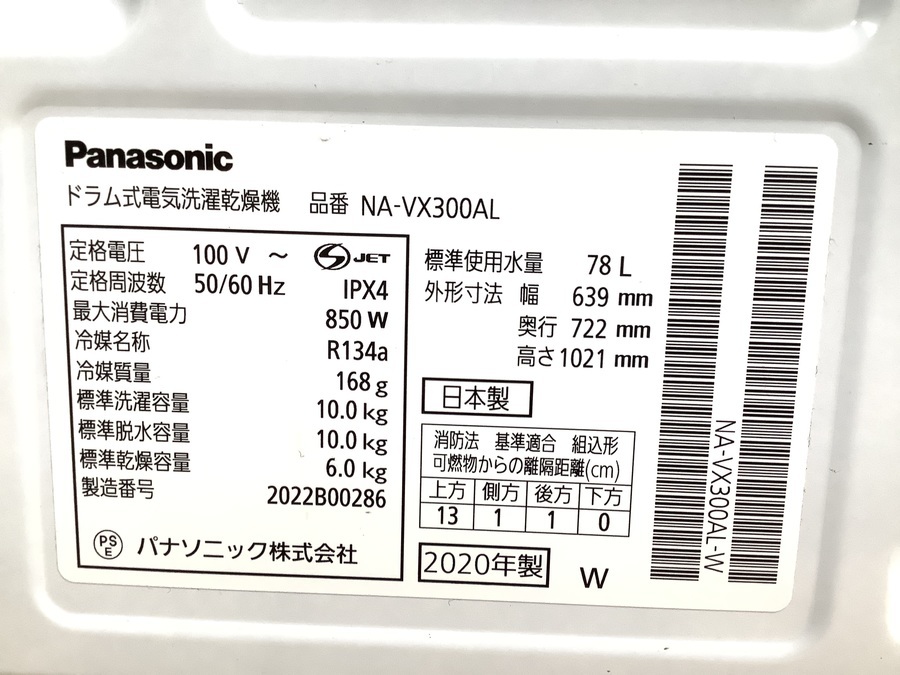 Panasonic
ドラム式電気洗濯乾燥機 品番 NA-VX300AL
定格電圧 100 V ~ JET
定格周波数 50/60 Hz IPX4
最大消費電力 850 W
冷媒名称 R134a
冷媒質量 168 g
標準洗濯容量 10.0 kg
標準脱水容量 10.0 kg
標準乾燥容量 6.0 kg
製造番号 2022B00286
PS
E
パナソニック株式会社
標準使用水量 78 L
外形寸法 幅 639 mm
奥行 722 mm
高さ 1021 mm
日本製
消防法 基準適合 組込形
可燃物からの離隔距離(cm)
上方 側方 後方 下方
13 1 1 0
2020年製 W
NA-VX300AL-W